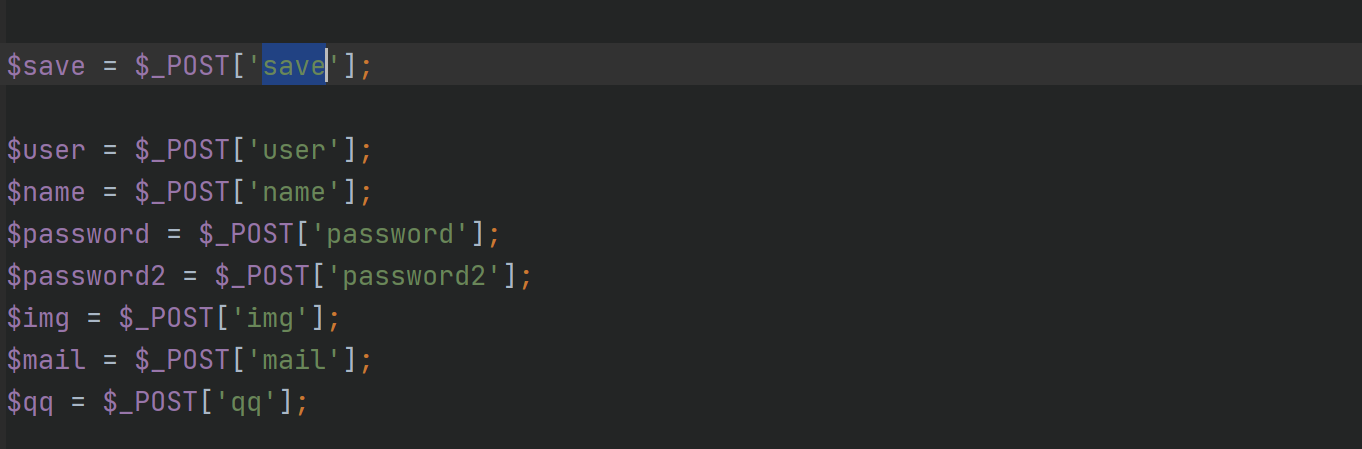 $save = $_POST['save'];
$user = $_POST['user'];
$name = $_POST['name'];
$password = $_POST['password'];
$password2 = $_POST['password2'];
$img = $_POST['img'];
$mail = $_POST['mail'];
$qq = $_POST['qq'];